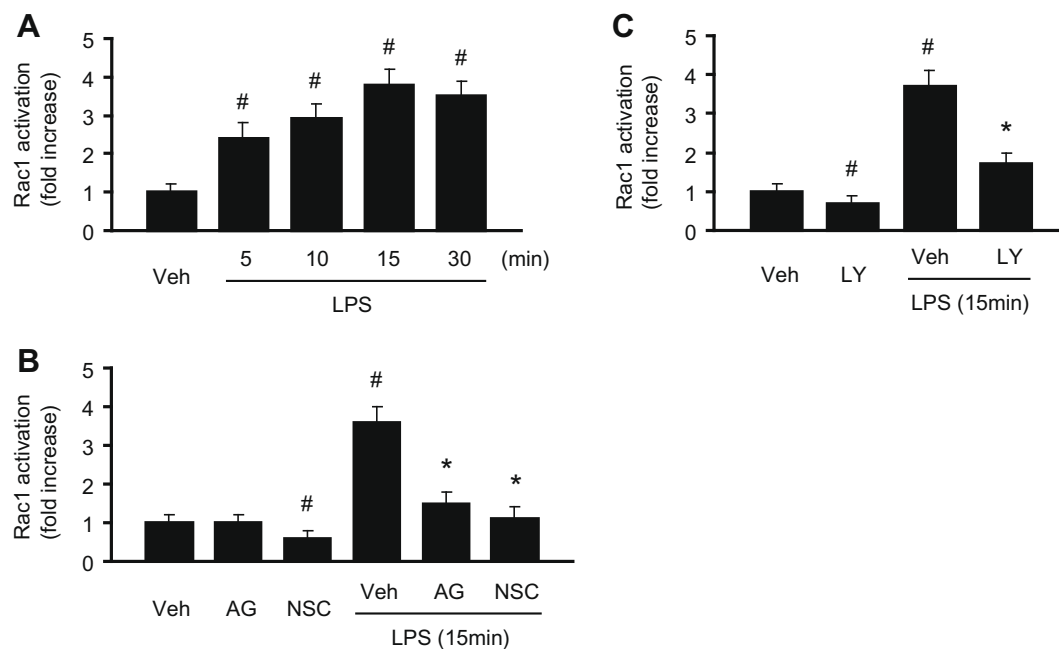 A
Rac1 activation
(fold increase)
5
4
3
2
1
0
# # # #
Veh 5 10 15 30 (min)
LPS
C
Rac1 activation
(fold increase)
5
4
3
2
1
0
# # *
Veh LY Veh LY
LPS (15min)
B
Rac1 activation
(fold increase)
5
4
3
2
1
0
# # * *
Veh AG NSC Veh AG NSC
LPS (15min)